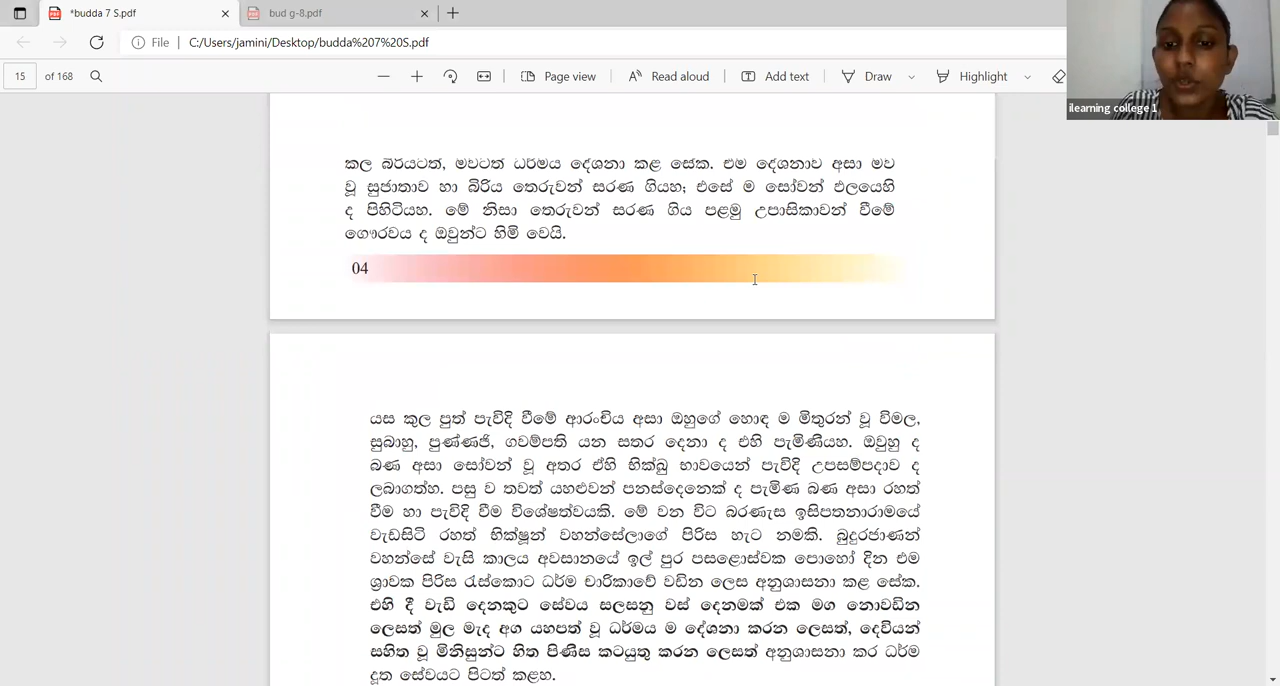 *budda 7 S.pdf
bud g-8.pdf
File C:/Users/jamini/Desktop/budda%207%20S.pdf
15 of 168 Page view Read aloud Add text Draw Highlight
ilearning college 1
කල බිරියටත්, මවටත් ධර්මය දේශනා කළ සේක. එම දේශනාව අසා මව
වූ සුජාතාව හා බිරිය තෙරුවන් සරණ ගියහ; එසේ ම සෝවන් ඵලයෙහි
ද පිහිටියහ. මේ නිසා තෙරුවන් සරණ ගිය පළමු උපාසිකාවන් වීමේ
ගෞරවය ද ඔවුන්ට හිමි වෙයි.
04
යස කුල පුත් පැවිදි වීමේ ආරංචිය අසා ඔහුගේ හොඳ ම මිතුරන් වූ විමල,
සුබාහු, පුණ්ණජි, ගවම්පති යන සතර දෙනා ද එහි පැමිණියහ. ඔවුහු ද
බණ අසා සෝවන් වූ අතර ඒහි භික්ඛු භාවයෙන් පැවිදි උපසම්පදාව ද
ලබාගත්හ. පසු ව තවත් යහළුවන් පනස්දෙනෙක් ද පැමිණ බණ අසා රහත්
වීම හා පැවිදි වීම විශේෂත්වයකි. මේ වන විට බරණැස ඉසිපතනාරාමයේ
වැඩසිටි රහත් භික්ෂූන් වහන්සේලාගේ පිරිස හැට නමකි. බුදුරජාණන්
වහන්සේ වැසි කාලය අවසානයේ ඉල් පුර පසළොස්වක පොහෝ දින එම
ශ්‍රාවක පිරිස රැස්කොට ධර්ම චාරිකාවේ වඩින ලෙස අනුශාසනා කළ සේක.
එහි දී වැඩි දෙනකුට සේවය සලසනු වස් දෙනමක් එක මග නොවඩින
ලෙසත් මුල මැද අග යහපත් වූ ධර්මය ම දේශනා කරන ලෙසත්, දෙවියන්
සහිත වූ මිනිසුන්ට හිත පිණිස කටයුතු කරන ලෙසත් අනුශාසනා කර ධර්ම
දූත සේවයට පිටත් කළහ.